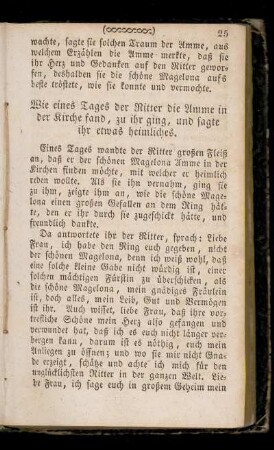 25
wachte, sagte sie solchen Traum der Amme, aus
welchem Erzählen die Amme merkte, daß sie
ihr Herz und Gedanken auf den Ritter gewor-
fen, deshalben sie die schöne Magelona aufs
beste tröstete, wie sie konnte und vermochte.
Wie eines Tages der Ritter die Amme in
der Kirche fand, zu ihr ging, und sagte
ihr etwas heimliches.
Eines Tages wandte der Ritter großen Fleiß
an, daß er der schönen Magelona Amme in der
Kirchen finden möchte, mit welcher er heimlich
reden wollte. Als ihn diese vernahm, ging sie
zu ihm, zeigte ihm an, wie die schöne Mage-
lona einen großen Gefallen an dem Ring hät-
te, den er ihr durch sie zugeschickt hätte, und
freundlich dankte.
Da antwortete ihr der Ritter, sprach: Liebe
Frau, ich habe den Ring euch gegeben, nicht
der schönen Magelona, denn ich weiß wohl, daß
eine solche kleine Gabe nicht würdig ist, einer
solchen mächtigen Fürstin zu überschicken, als
die schöne Magelona, mein gnädiges Fräulein
ist, doch alles, mein Leib, Gut und Vermögen
ist ihr. Auch wisset, liebe Frau, daß ihre vor-
treffliche Schöne mein Herz also gefangen und
verwundet hat, daß ich es euch nicht länger ver-
bergen kann, darum ist es nöthig, euch mein
Anliegen zu öffnen; und wo sie mir nicht Gna-
de erzeigt, schätze und achte ich mich für den
unglücklichsten Ritter in der ganzen Welt. Lie-
be Frau, ich sage euch in großem Geheim mein